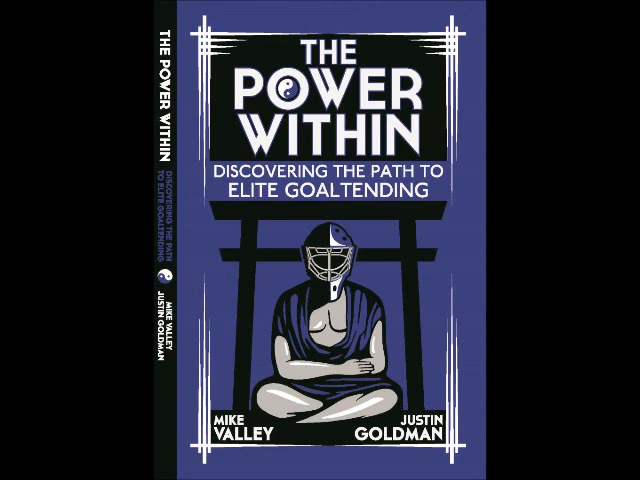 THE POWER WITHIN
DISCOVERING THE PATH
TO ELITE GOALTENDING
MIKE VALLEY
JUSTIN GOLDMAN
THE
POWER
WITHIN
DISCOVERING THE PATH TO
ELITE GOALTENDING
MIKE
VALLEY
JUSTIN
GOLDMAN